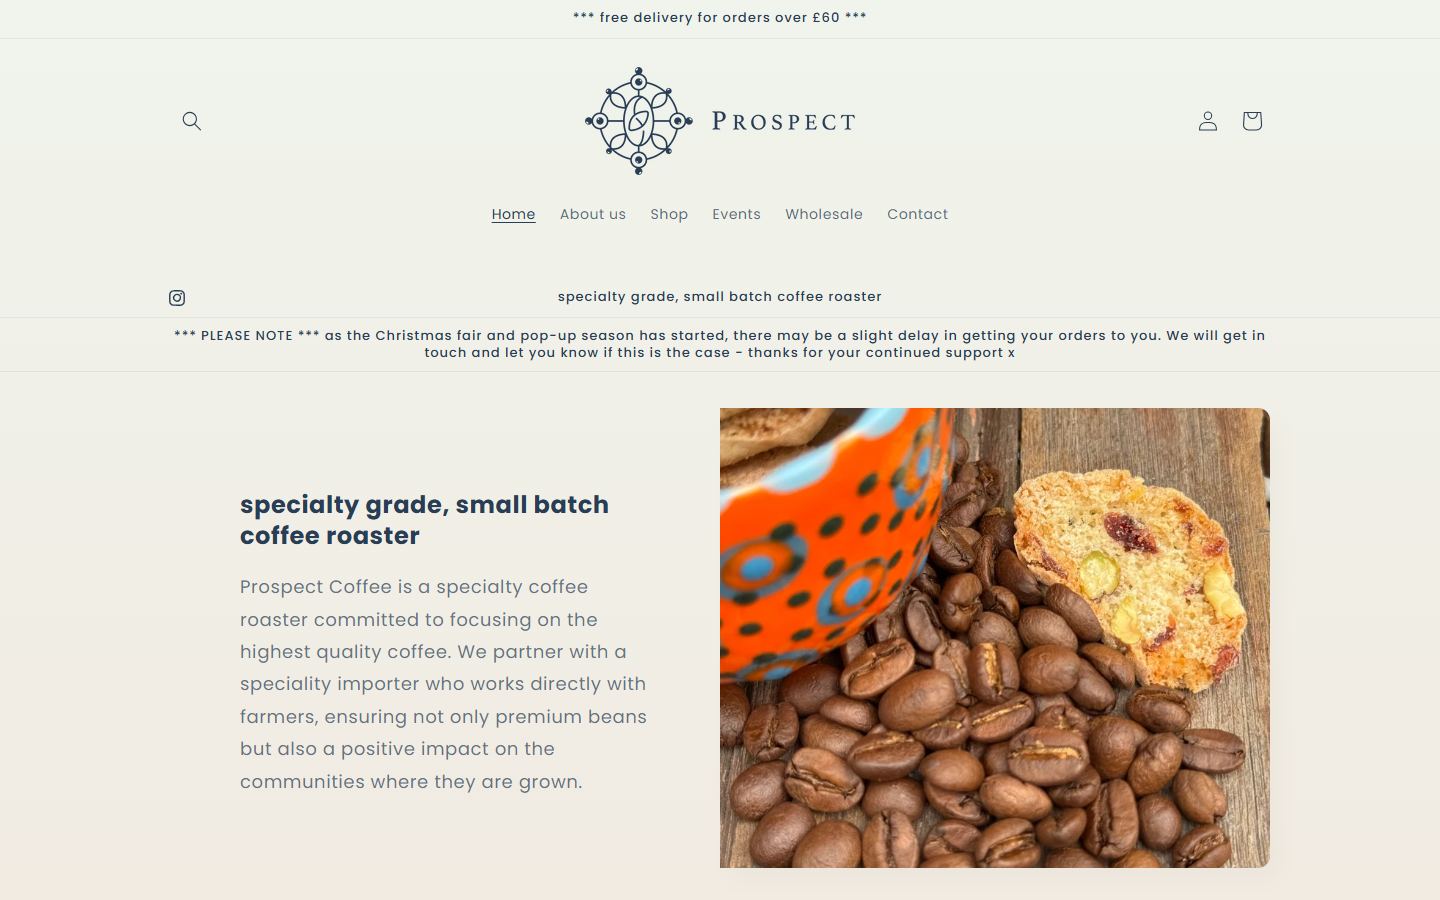 *** free delivery for orders over £60 ***
PROSPECT
Home
About us
Shop
Events
Wholesale
Contact
specialty grade, small batch coffee roaster
*** PLEASE NOTE *** as the Christmas fair and pop-up season has started, there may be a slight delay in getting your orders to you. We will get in
touch and let you know if this is the case - thanks for your continued support x
specialty grade, small batch
coffee roaster
Prospect Coffee is a specialty coffee
roaster committed to focusing on the
highest quality coffee. We partner with a
speciality importer who works directly with
farmers, ensuring not only premium beans
but also a positive impact on the
communities where they are grown.